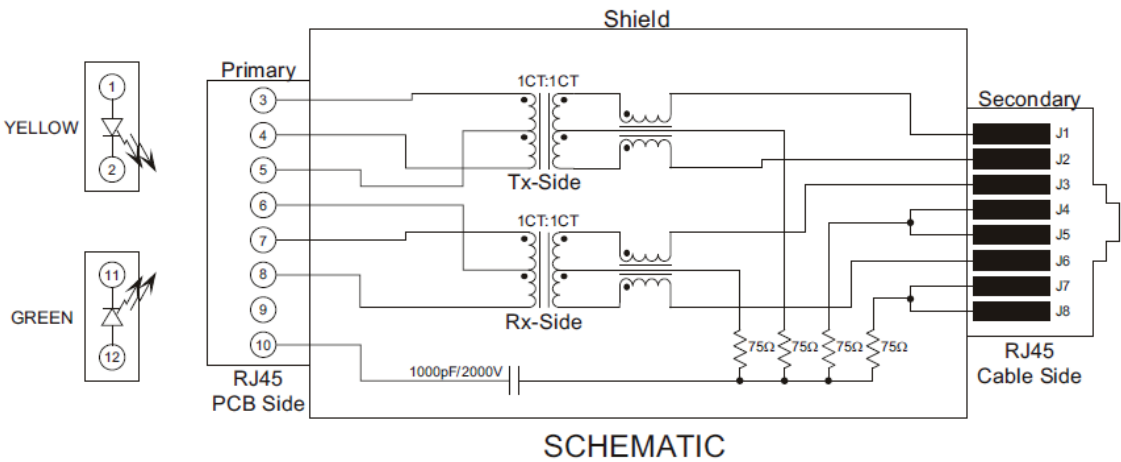 Shield
Primary
1CT:1CT
Secondary
YELLOW
1
2
3
4
5
6
7
8
9
10
Tx-Side
1CT:1CT
Rx-Side
J1
J2
J3
J4
J5
J6
J7
J8
GREEN
11
12
75Ω 75Ω 75Ω 75Ω
1000pF/2000V
RJ45
PCB Side
RJ45
Cable Side
SCHEMATIC